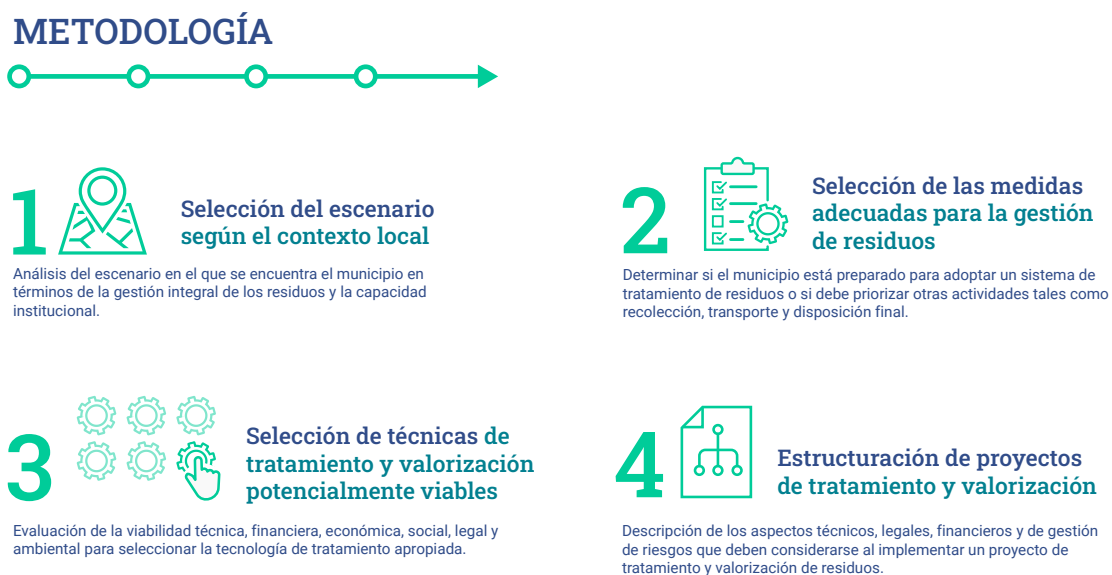 METODOLOGÍA
1
Selección del escenario
según el contexto local
Análisis del escenario en el que se encuentra el municipio en
términos de la gestión integral de los residuos y la capacidad
institucional.
2
Selección de las medidas
adecuadas para la gestión
de residuos
Determinar si el municipio está preparado para adoptar un sistema de
tratamiento de residuos o si debe priorizar otras actividades tales como
recolección, transporte y disposición final.
3
Selección de técnicas de
tratamiento y valorización
potencialmente viables
Evaluación de la viabilidad técnica, financiera, económica, social, legal y
ambiental para seleccionar la tecnología de tratamiento apropiada.
4
Estructuración de proyectos
de tratamiento y valorización
Descripción de los aspectos técnicos, legales, financieros y de gestión
de riesgos que deben considerarse al implementar un proyecto de
tratamiento y valorización de residuos.